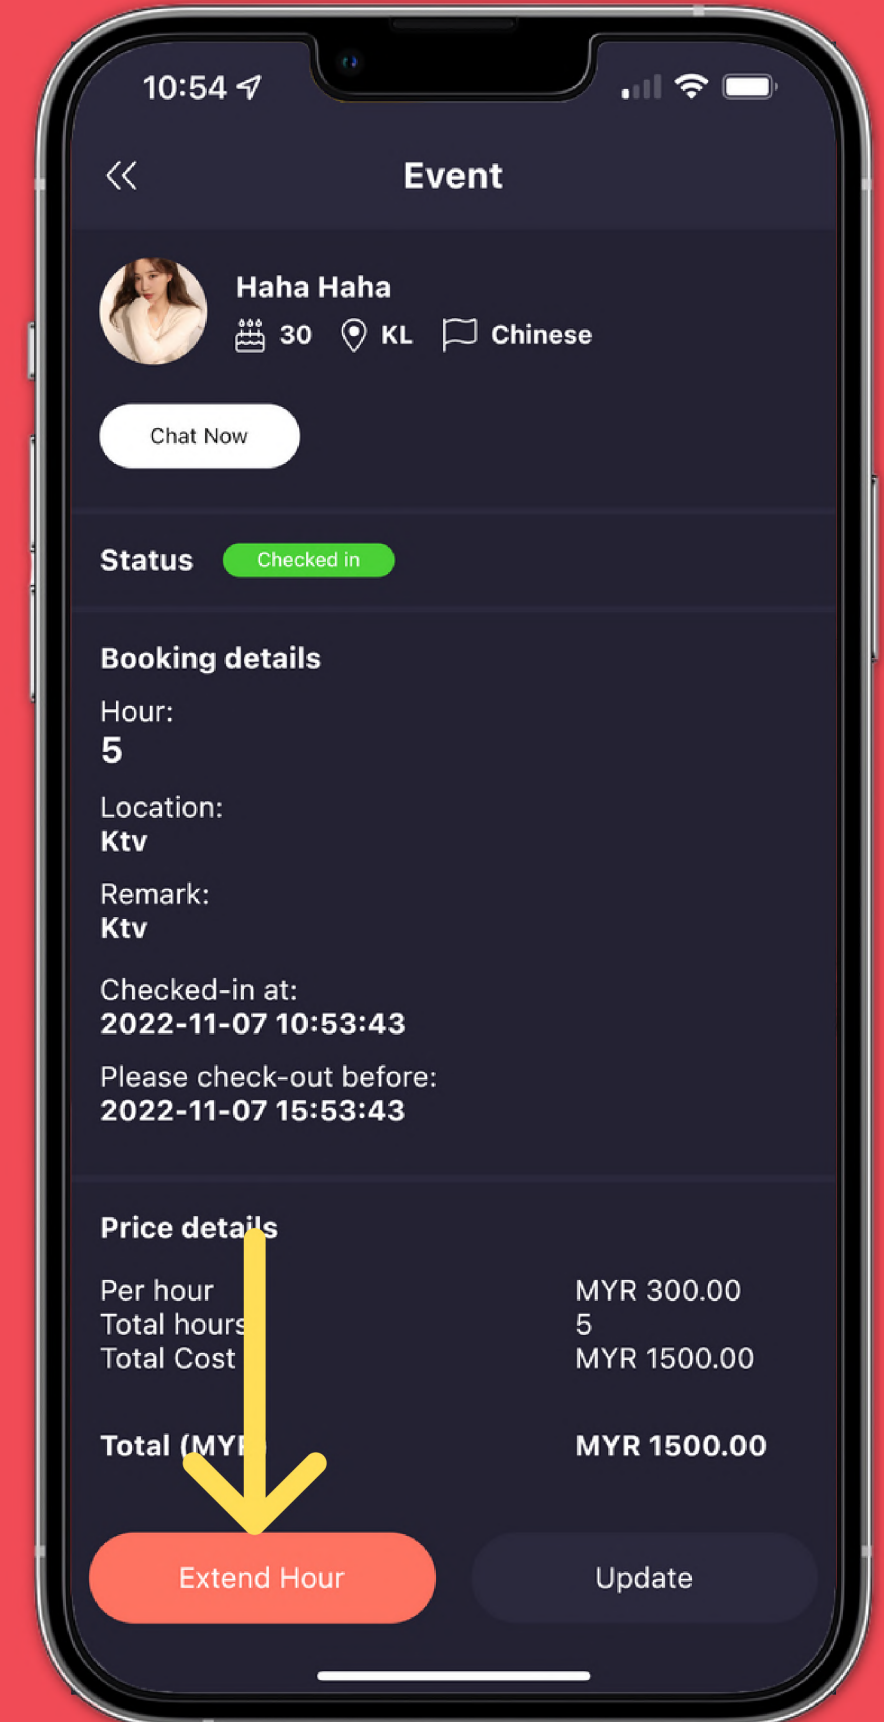 10:54
Event
Haha Haha
30 KL Chinese
Chat Now
Status Checked in
Booking details
Hour:
5
Location:
Ktv
Remark:
Ktv
Checked-in at:
2022-11-07 10:53:43
Please check-out before:
2022-11-07 15:53:43
Price details
Per hour MYR 300.00
Total hours 5
Total Cost MYR 1500.00
Total (MYR) MYR 1500.00
Extend Hour Update